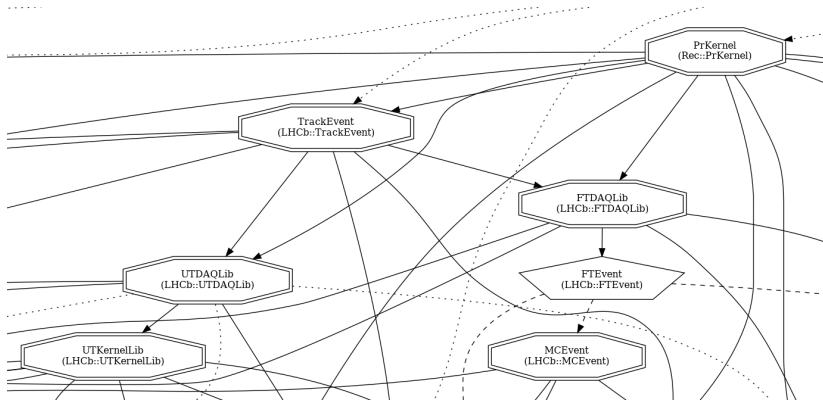 PrKernel
(Rec::PrKernel)
TrackEvent
(LHCb::TrackEvent)
FTDAQLib
(LHCb::FTDAQLib)
UTDAQLib
(LHCb::UTDAQLib)
FTEvent
(LHCb::FTEvent)
UTKernelLib
(LHCb::UTKernelLib)
MCEvent
(LHCb::MCEvent)